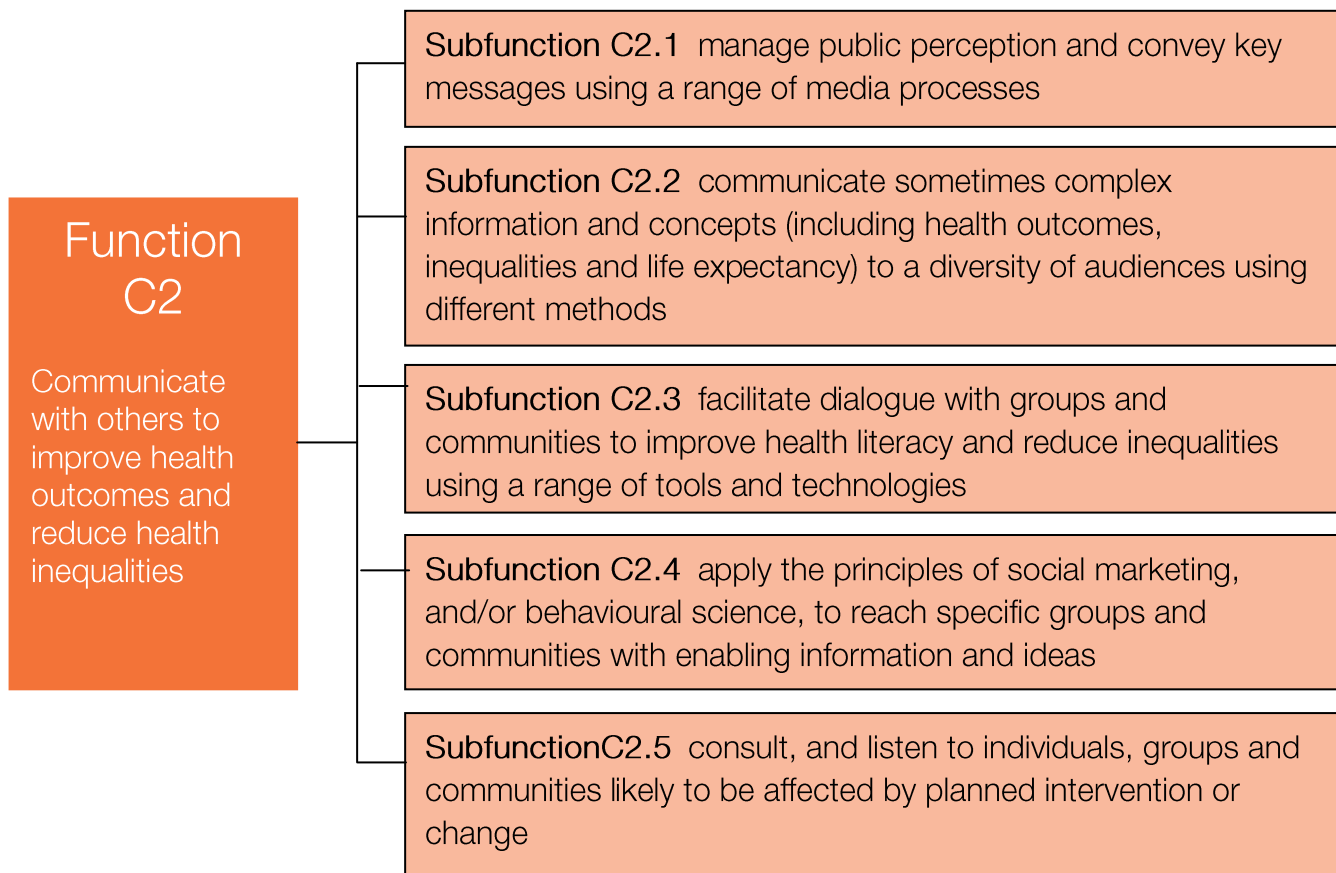 Function
C2
Communicate
with others to
improve health
outcomes and
reduce health
inequalities
Subfunction C2.1 manage public perception and convey key
messages using a range of media processes
Subfunction C2.2 communicate sometimes complex
information and concepts (including health outcomes,
inequalities and life expectancy) to a diversity of audiences using
different methods
Subfunction C2.3 facilitate dialogue with groups and
communities to improve health literacy and reduce inequalities
using a range of tools and technologies
Subfunction C2.4 apply the principles of social marketing,
and/or behavioural science, to reach specific groups and
communities with enabling information and ideas
SubfunctionC2.5 consult, and listen to individuals, groups and
communities likely to be affected by planned intervention or
change